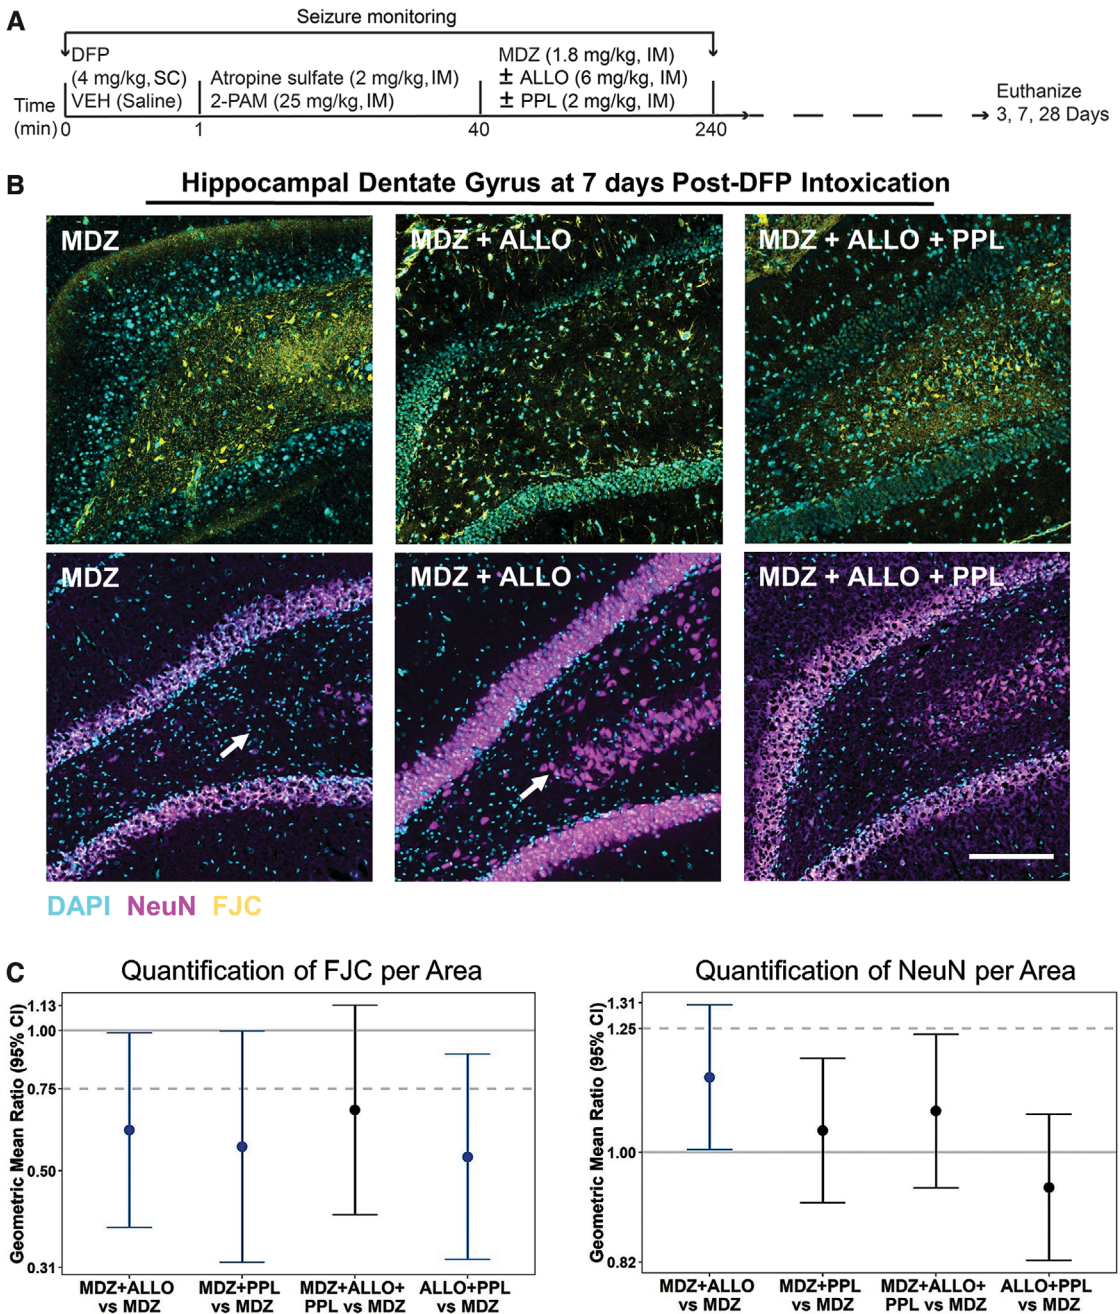 A
Seizure monitoring
DFP
(4 mg/kg, SC)
VEH (Saline)
Atropine sulfate (2 mg/kg, IM)
2-PAM (25 mg/kg, IM)
MDZ (1.8 mg/kg, IM)
± ALLO (6 mg/kg, IM)
± PPL (2 mg/kg, IM)
Time
(min)
0
1
40
240
Euthanize
3, 7, 28 Days
B
Hippocampal Dentate Gyrus at 7 days Post-DFP Intoxication
MDZ
MDZ + ALLO
MDZ + ALLO + PPL
MDZ
MDZ + ALLO
MDZ + ALLO + PPL
DAPI NeuN FJC
C
Quantification of FJC per Area
Geometric Mean Ratio (95% CI)
1.13
1.00
0.75
0.50
0.31
MDZ+ALLO
vs MDZ
MDZ+PPL
vs MDZ
MDZ+ALLO+
PPL vs MDZ
ALLO+PPL
vs MDZ
Quantification of NeuN per Area
Geometric Mean Ratio (95% CI)
1.31
1.25
1.00
0.82
MDZ+ALLO
vs MDZ
MDZ+PPL
vs MDZ
MDZ+ALLO+
PPL vs MDZ
ALLO+PPL
vs MDZ